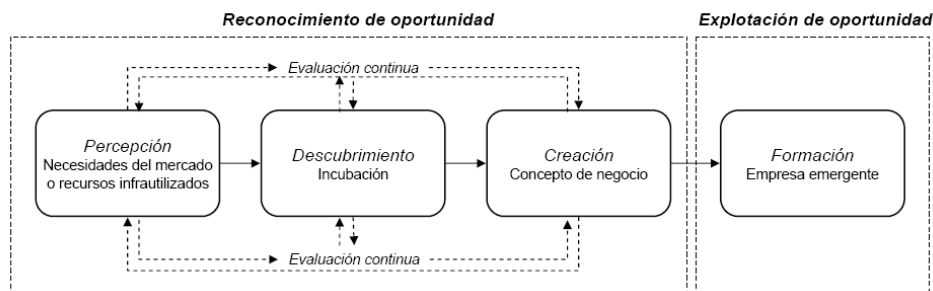 Reconocimiento de oportunidad
Explotación de oportunidad
Evaluación continua
Percepción
Necesidades del mercado
o recursos infrautilizados
Descubrimiento
Incubación
Creación
Concepto de negocio
Formación
Empresa emergente
Evaluación continua